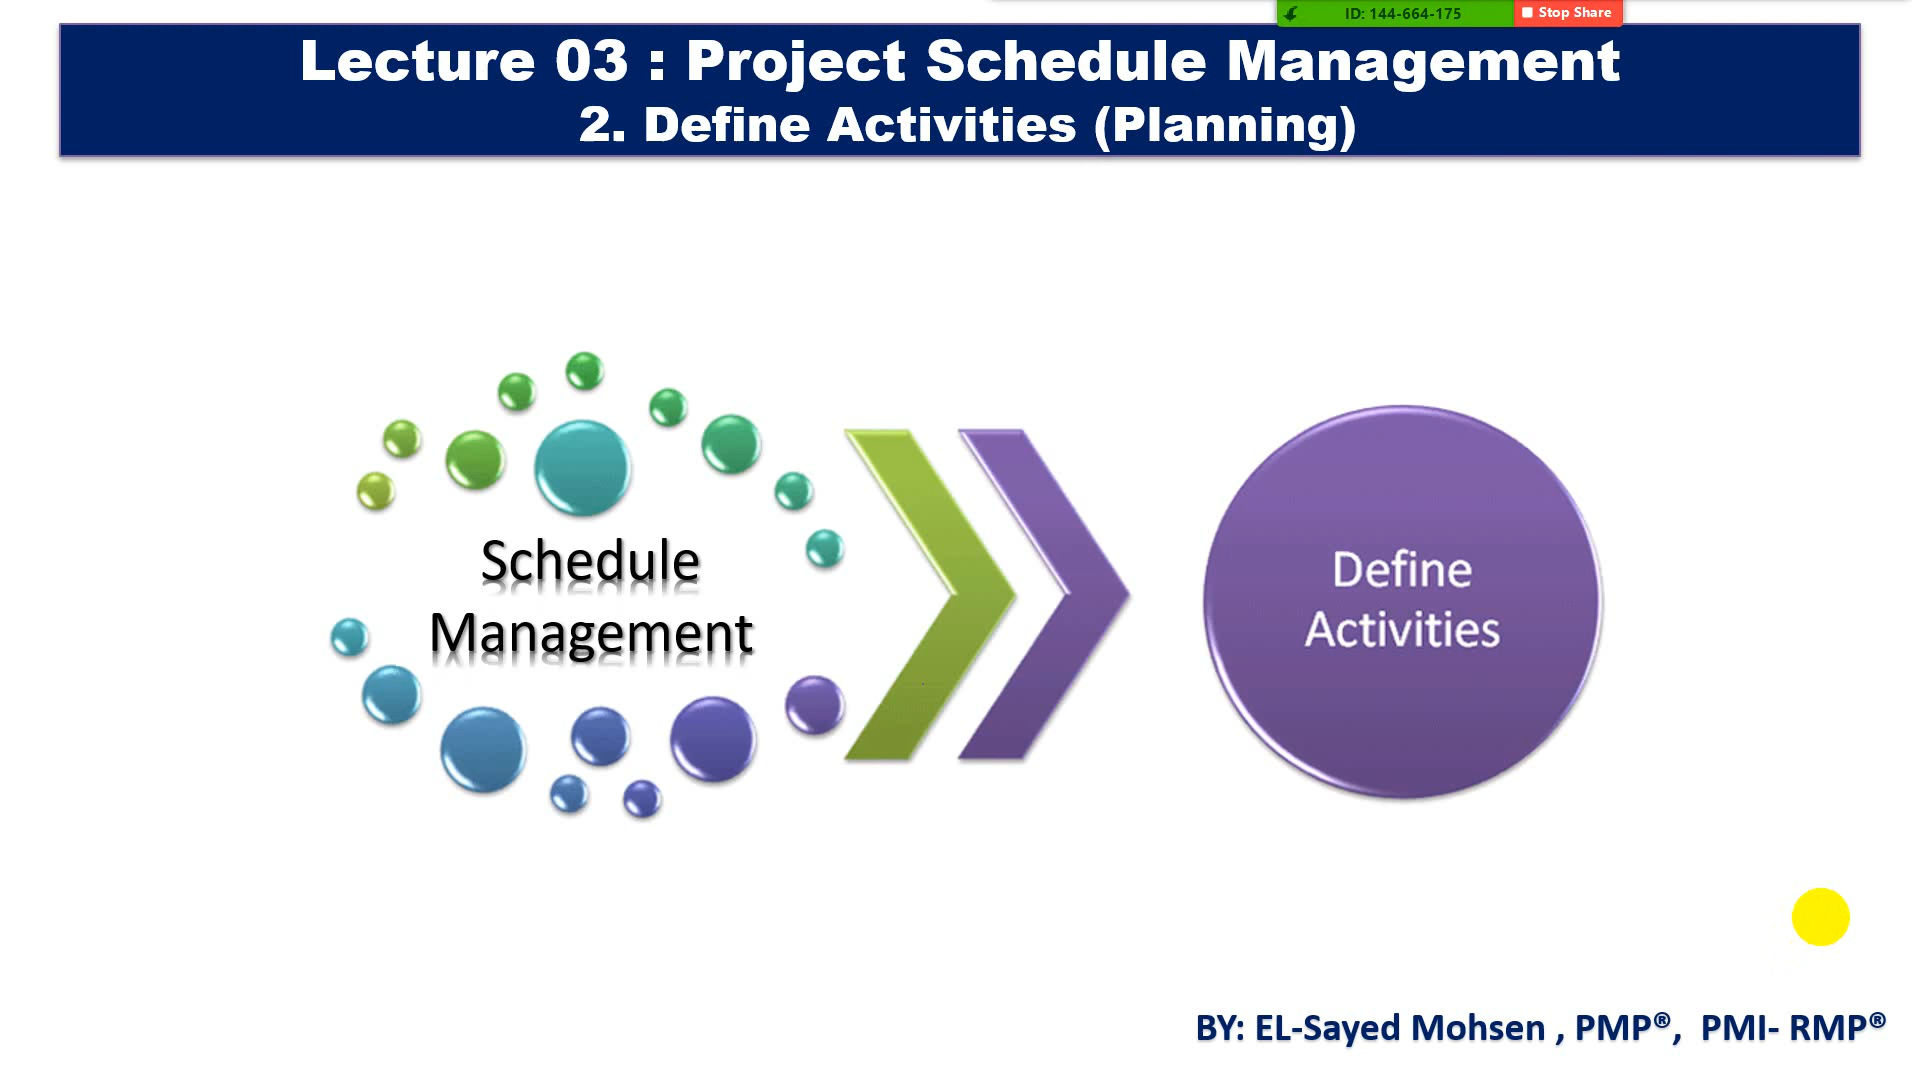 ID: 144-664-175
Stop Share
Lecture 03 : Project Schedule Management
2. Define Activities (Planning)
Schedule
Management
Define
Activities
BY: EL-Sayed Mohsen , PMP®,  PMI- RMP®